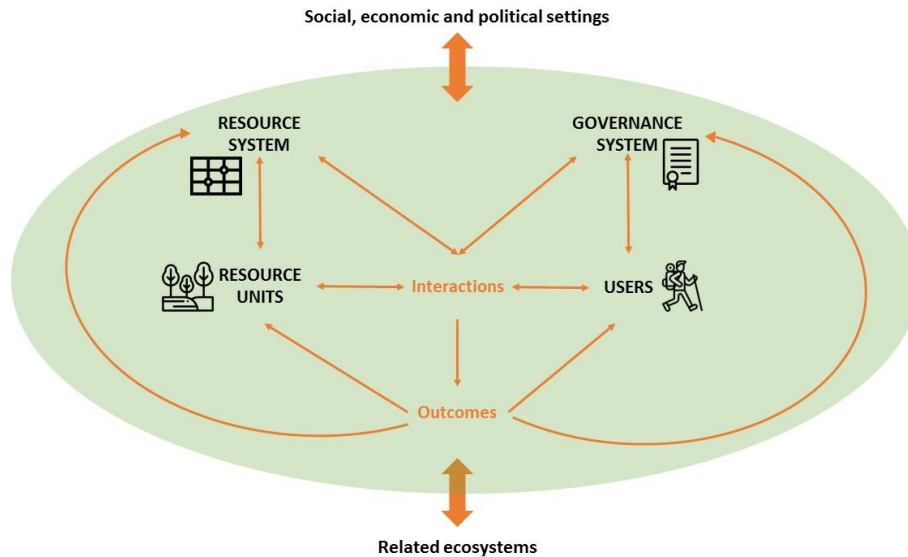 Social, economic and political settings
RESOURCE
SYSTEM
GOVERNANCE
SYSTEM
RESOURCE
UNITS
Interactions
USERS
Outcomes
Related ecosystems